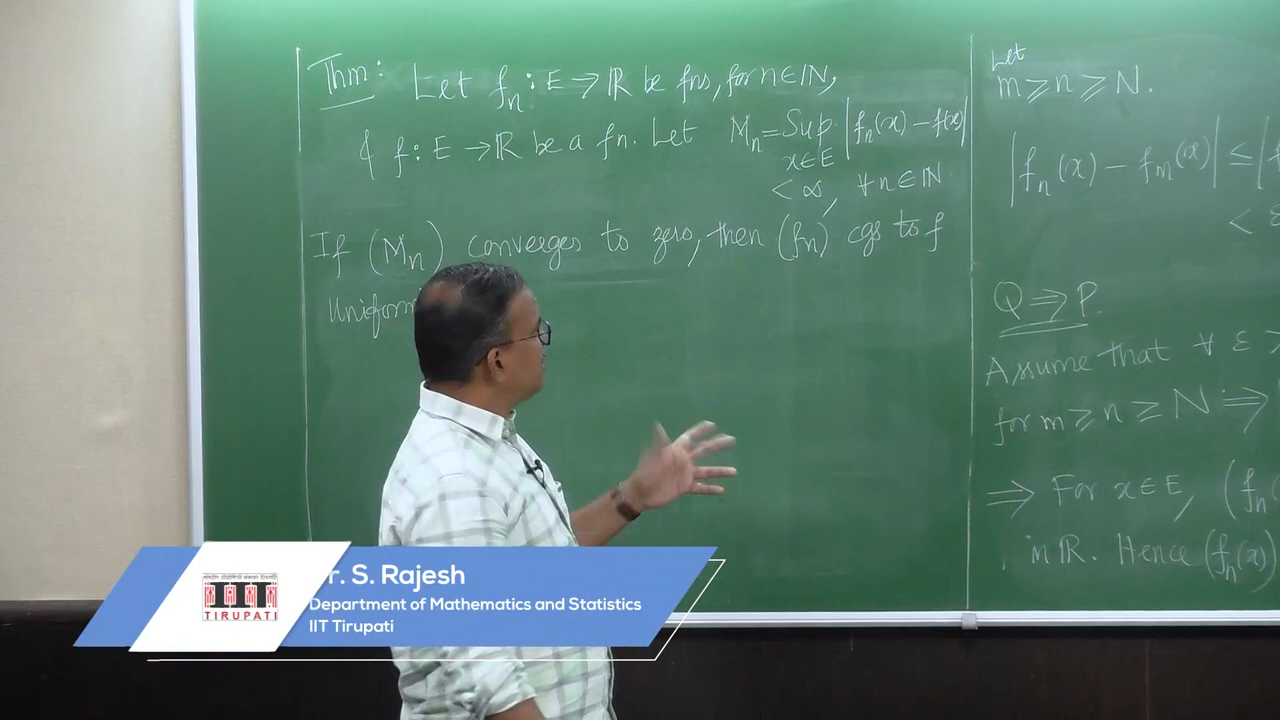 Thm: Let fₙ: E → ℝ be fns, for n ∈ ℕ,
& f: E → ℝ be a fn. Let Mₙ = Sup |fₙ(x) - f(x)|
x∈E
< ∞, ∀ n ∈ ℕ
If (Mₙ) converges to zero, then (fₙ) cgs to f
Uniform
Let
m ≥ n ≥ N.
|fₙ(x) - fₘ(x)| ≤ |f
< ε
Q ⇒ P.
Assume that ∀ ε >
for m ≥ n ≥ N ⇒
⇒ For x ∈ E, (fₙ(
in ℝ. Hence (fₙ(x)
r. S. Rajesh
Department of Mathematics and Statistics
IIT Tirupati
IIT
TIRUPATI